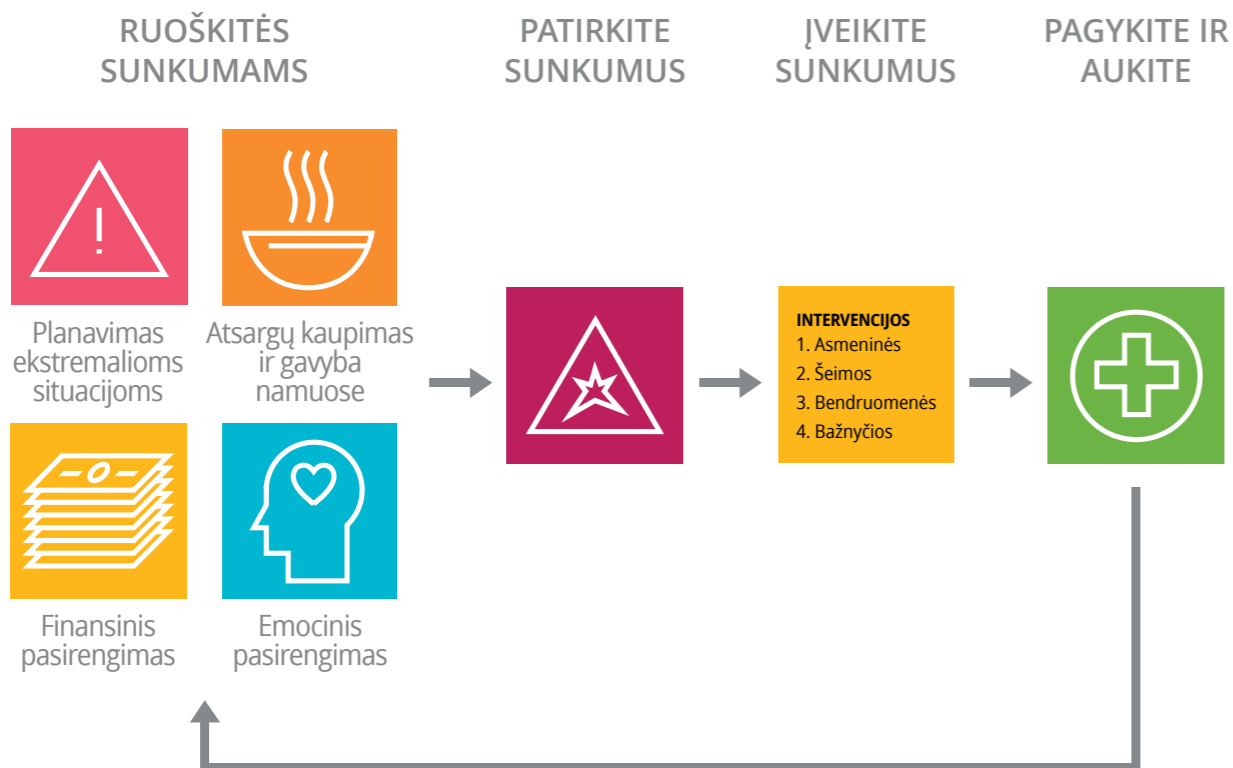 RUOŠKITĖS
SUNKUMAMS
PATIRKITE
SUNKUMUS
ĮVEIKITE
SUNKUMUS
PAGYKITE IR
AUKITE
Planavimas
ekstremalioms
situacijoms
Atsargų kaupimas
ir gavyba
namuose
Finansinis
pasirengimas
Emocinis
pasirengimas
INTERVENCIJOS
1. Asmeninės
2. Šeimos
3. Bendruomenės
4. Bažnyčios